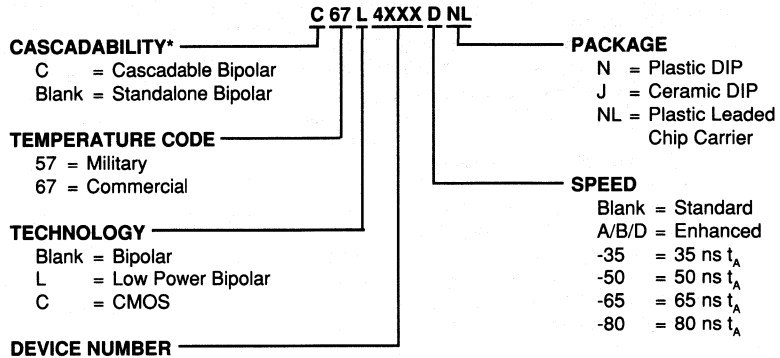 C 67 L 4XXX D NL
CASCADABILITY*
C = Cascadable Bipolar
Blank = Standalone Bipolar
TEMPERATURE CODE
57 = Military
67 = Commercial
TECHNOLOGY
Blank = Bipolar
L = Low Power Bipolar
C = CMOS
DEVICE NUMBER
PACKAGE
N = Plastic DIP
J = Ceramic DIP
NL = Plastic Leaded
Chip Carrier
SPEED
Blank = Standard
A/B/D = Enhanced
-35 = 35 ns tA
-50 = 50 ns tA
-65 = 65 ns tA
-80 = 80 ns tA